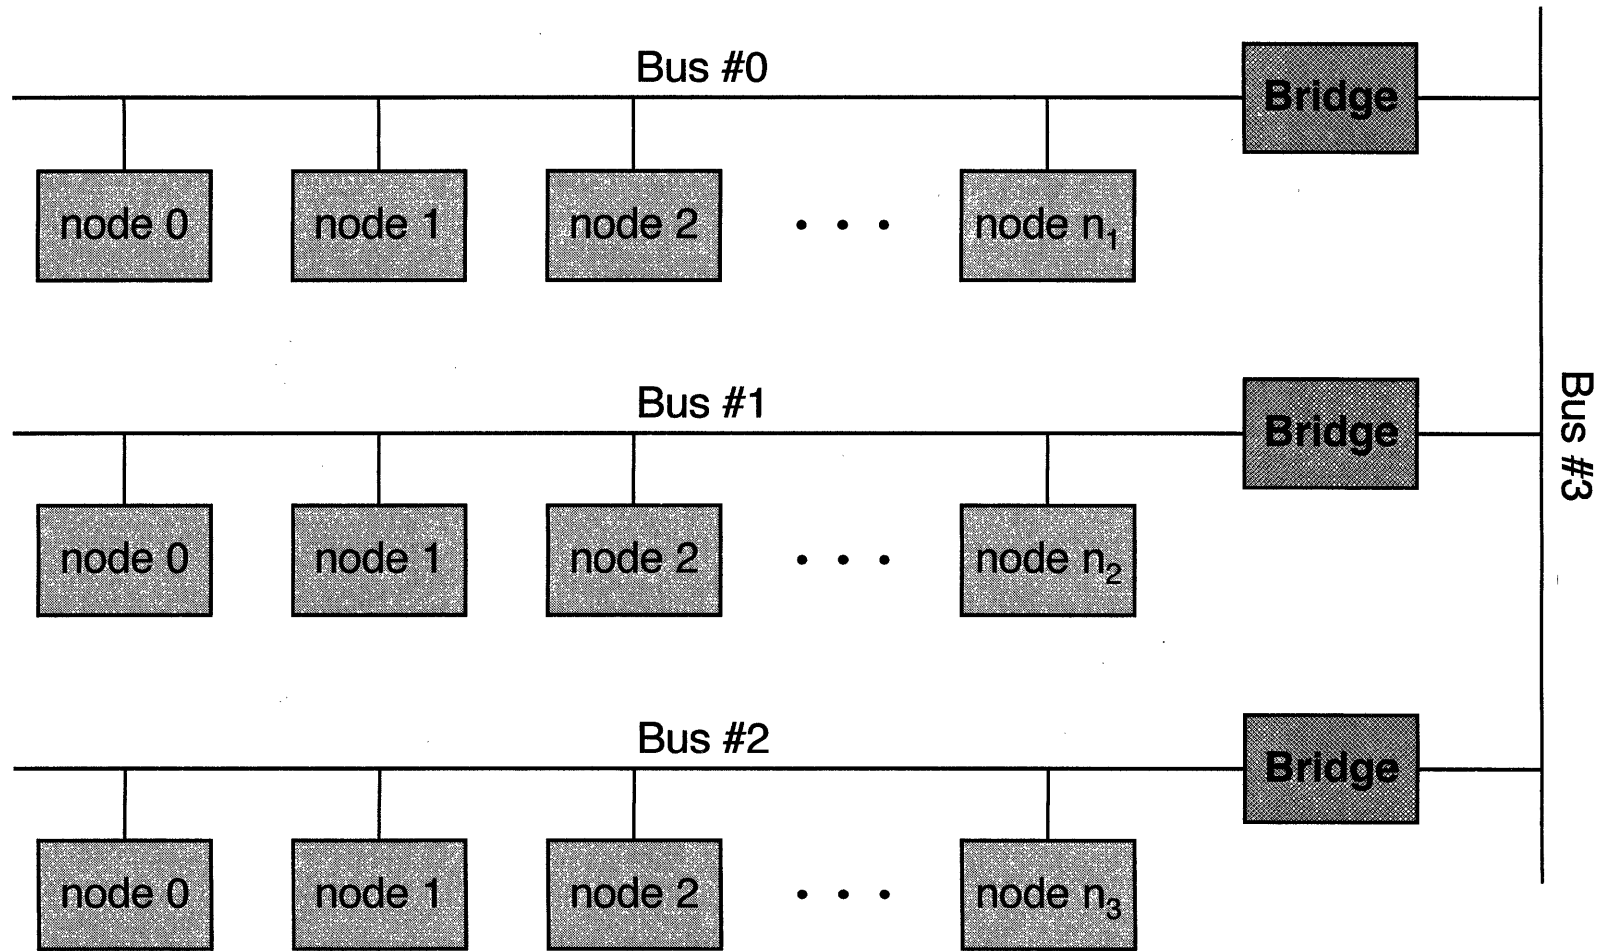 Bus #0
Bridge
node 0 node 1 node 2 . . . node n₁
Bus #1
Bridge
node 0 node 1 node 2 . . . node n₂
Bus #2
Bridge
node 0 node 1 node 2 . . . node n₃
Bus #3